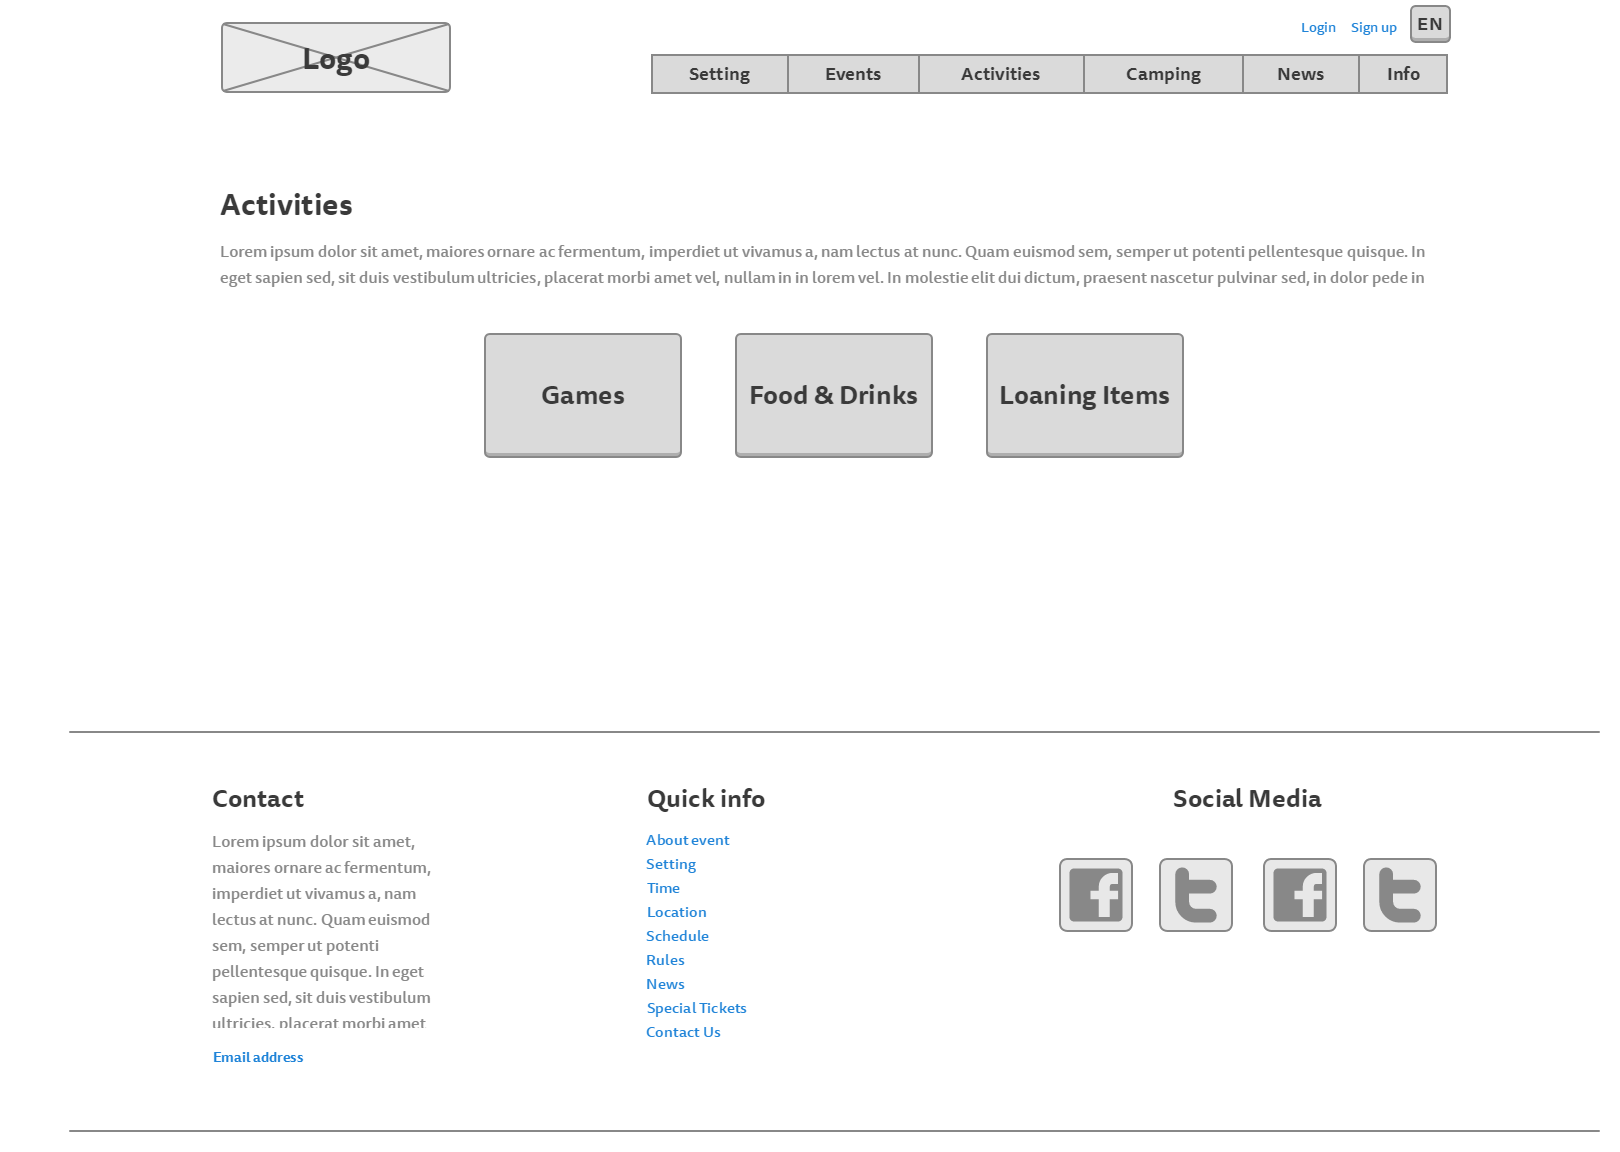 Logo
Login Sign up EN
Setting Events Activities Camping News Info
Activities
Lorem ipsum dolor sit amet, maiores ornare ac fermentum, imperdiet ut vivamus a, nam lectus at nunc. Quam euismod sem, semper ut potenti pellentesque quisque. In
eget sapien sed, sit duis vestibulum ultricies, placerat morbi amet vel, nullam in in lorem vel. In molestie elit dui dictum, praesent nascetur pulvinar sed, in dolor pede in
Games
Food & Drinks
Loaning Items
Contact
Lorem ipsum dolor sit amet,
maiores ornare ac fermentum,
imperdiet ut vivamus a, nam
lectus at nunc. Quam euismod
sem, semper ut potenti
pellentesque quisque. In eget
sapien sed, sit duis vestibulum
ultricies, placerat morbi amet
Email address
Quick info
About event
Setting
Time
Location
Schedule
Rules
News
Special Tickets
Contact Us
Social Media